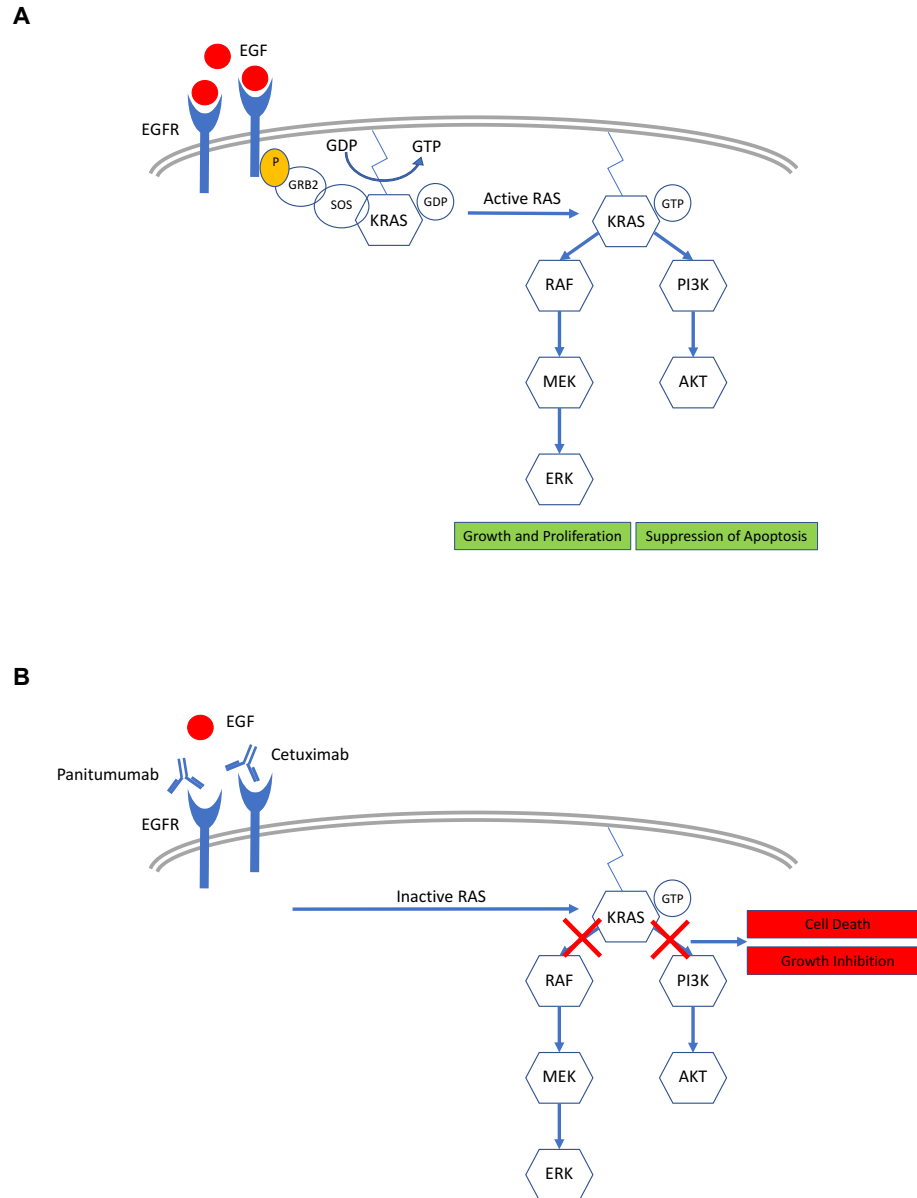 A
EGF
EGFR
P
GRB2
SOS
GDP
GTP
KRAS
GDP
Active RAS
KRAS
GTP
RAF
PI3K
MEK
AKT
ERK
Growth and Proliferation
Suppression of Apoptosis
B
EGF
Panitumumab
Cetuximab
EGFR
Inactive RAS
KRAS
GTP
Cell Death
Growth Inhibition
RAF
PI3K
MEK
AKT
ERK